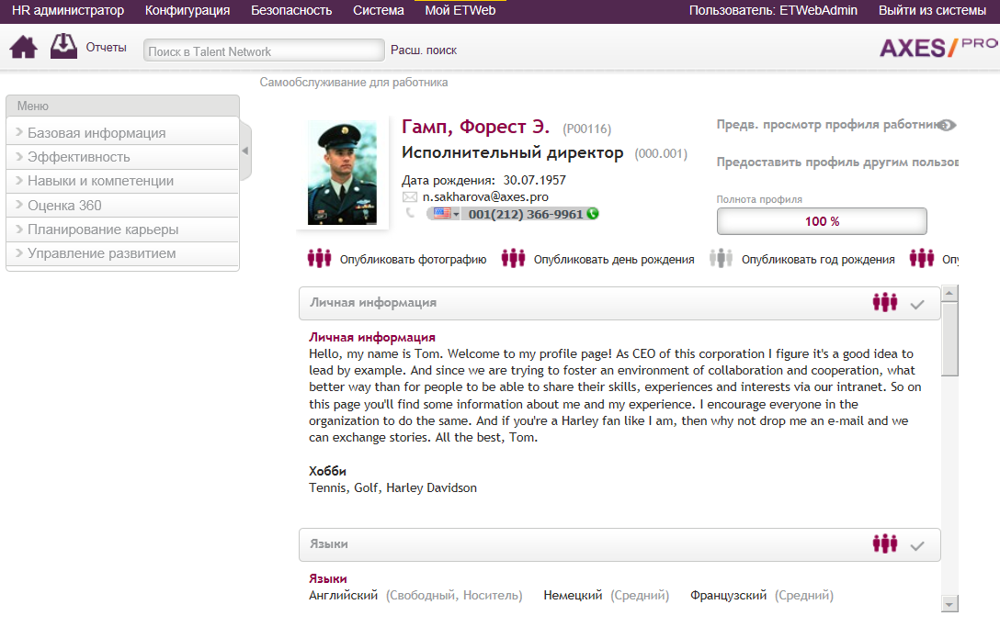 HR администратор Конфигурация Безопасность Система Мой ETWeb Пользователь: ETWebAdmin Выйти из системы
Отчеты Поиск в Talent Network Расш. поиск AXES/PRO
Самообслуживание для работника
Меню
Базовая информация
Эффективность
Навыки и компетенции
Оценка 360
Планирование карьеры
Управление развитием
Гамп, Форест Э. (P00116)
Исполнительный директор (000.001)
Дата рождения: 30.07.1957
n.sakharova@axes.pro
001(212) 366-9961
Предв. просмотр профиля работник
Предоставить профиль другим пользов
Полнота профиля
100 %
Опубликовать фотографию Опубликовать день рождения Опубликовать год рождения Оп
Личная информация
Личная информация
Hello, my name is Tom. Welcome to my profile page! As CEO of this corporation I figure it's a good idea to
lead by example. And since we are trying to foster an environment of collaboration and cooperation, what
better way than for people to be able to share their skills, experiences and interests via our intranet. So on
this page you'll find some information about me and my experience. I encourage everyone in the
organization to do the same. And if you're a Harley fan like I am, then why not drop me an e-mail and we
can exchange stories. All the best, Tom.
Хобби
Tennis, Golf, Harley Davidson
Языки
Языки
Английский (Свободный, Носитель) Немецкий (Средний) Французский (Средний)